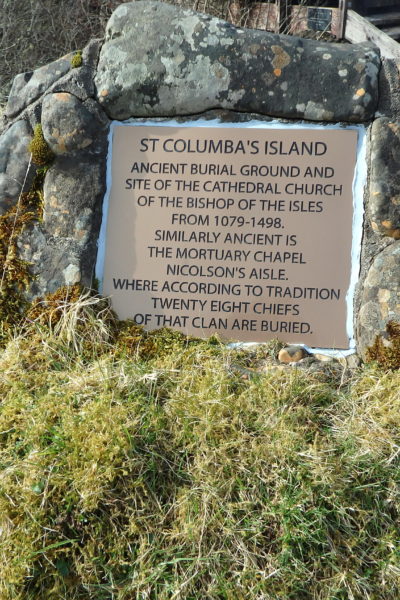 ST COLUMBA'S ISLAND
ANCIENT BURIAL GROUND AND
SITE OF THE CATHEDRAL CHURCH
OF THE BISHOP OF THE ISLES
FROM 1079-1498.
SIMILARLY ANCIENT IS
THE MORTUARY CHAPEL
NICOLSON'S AISLE.
WHERE ACCORDING TO TRADITION
TWENTY EIGHT CHIEFS
OF THAT CLAN ARE BURIED.